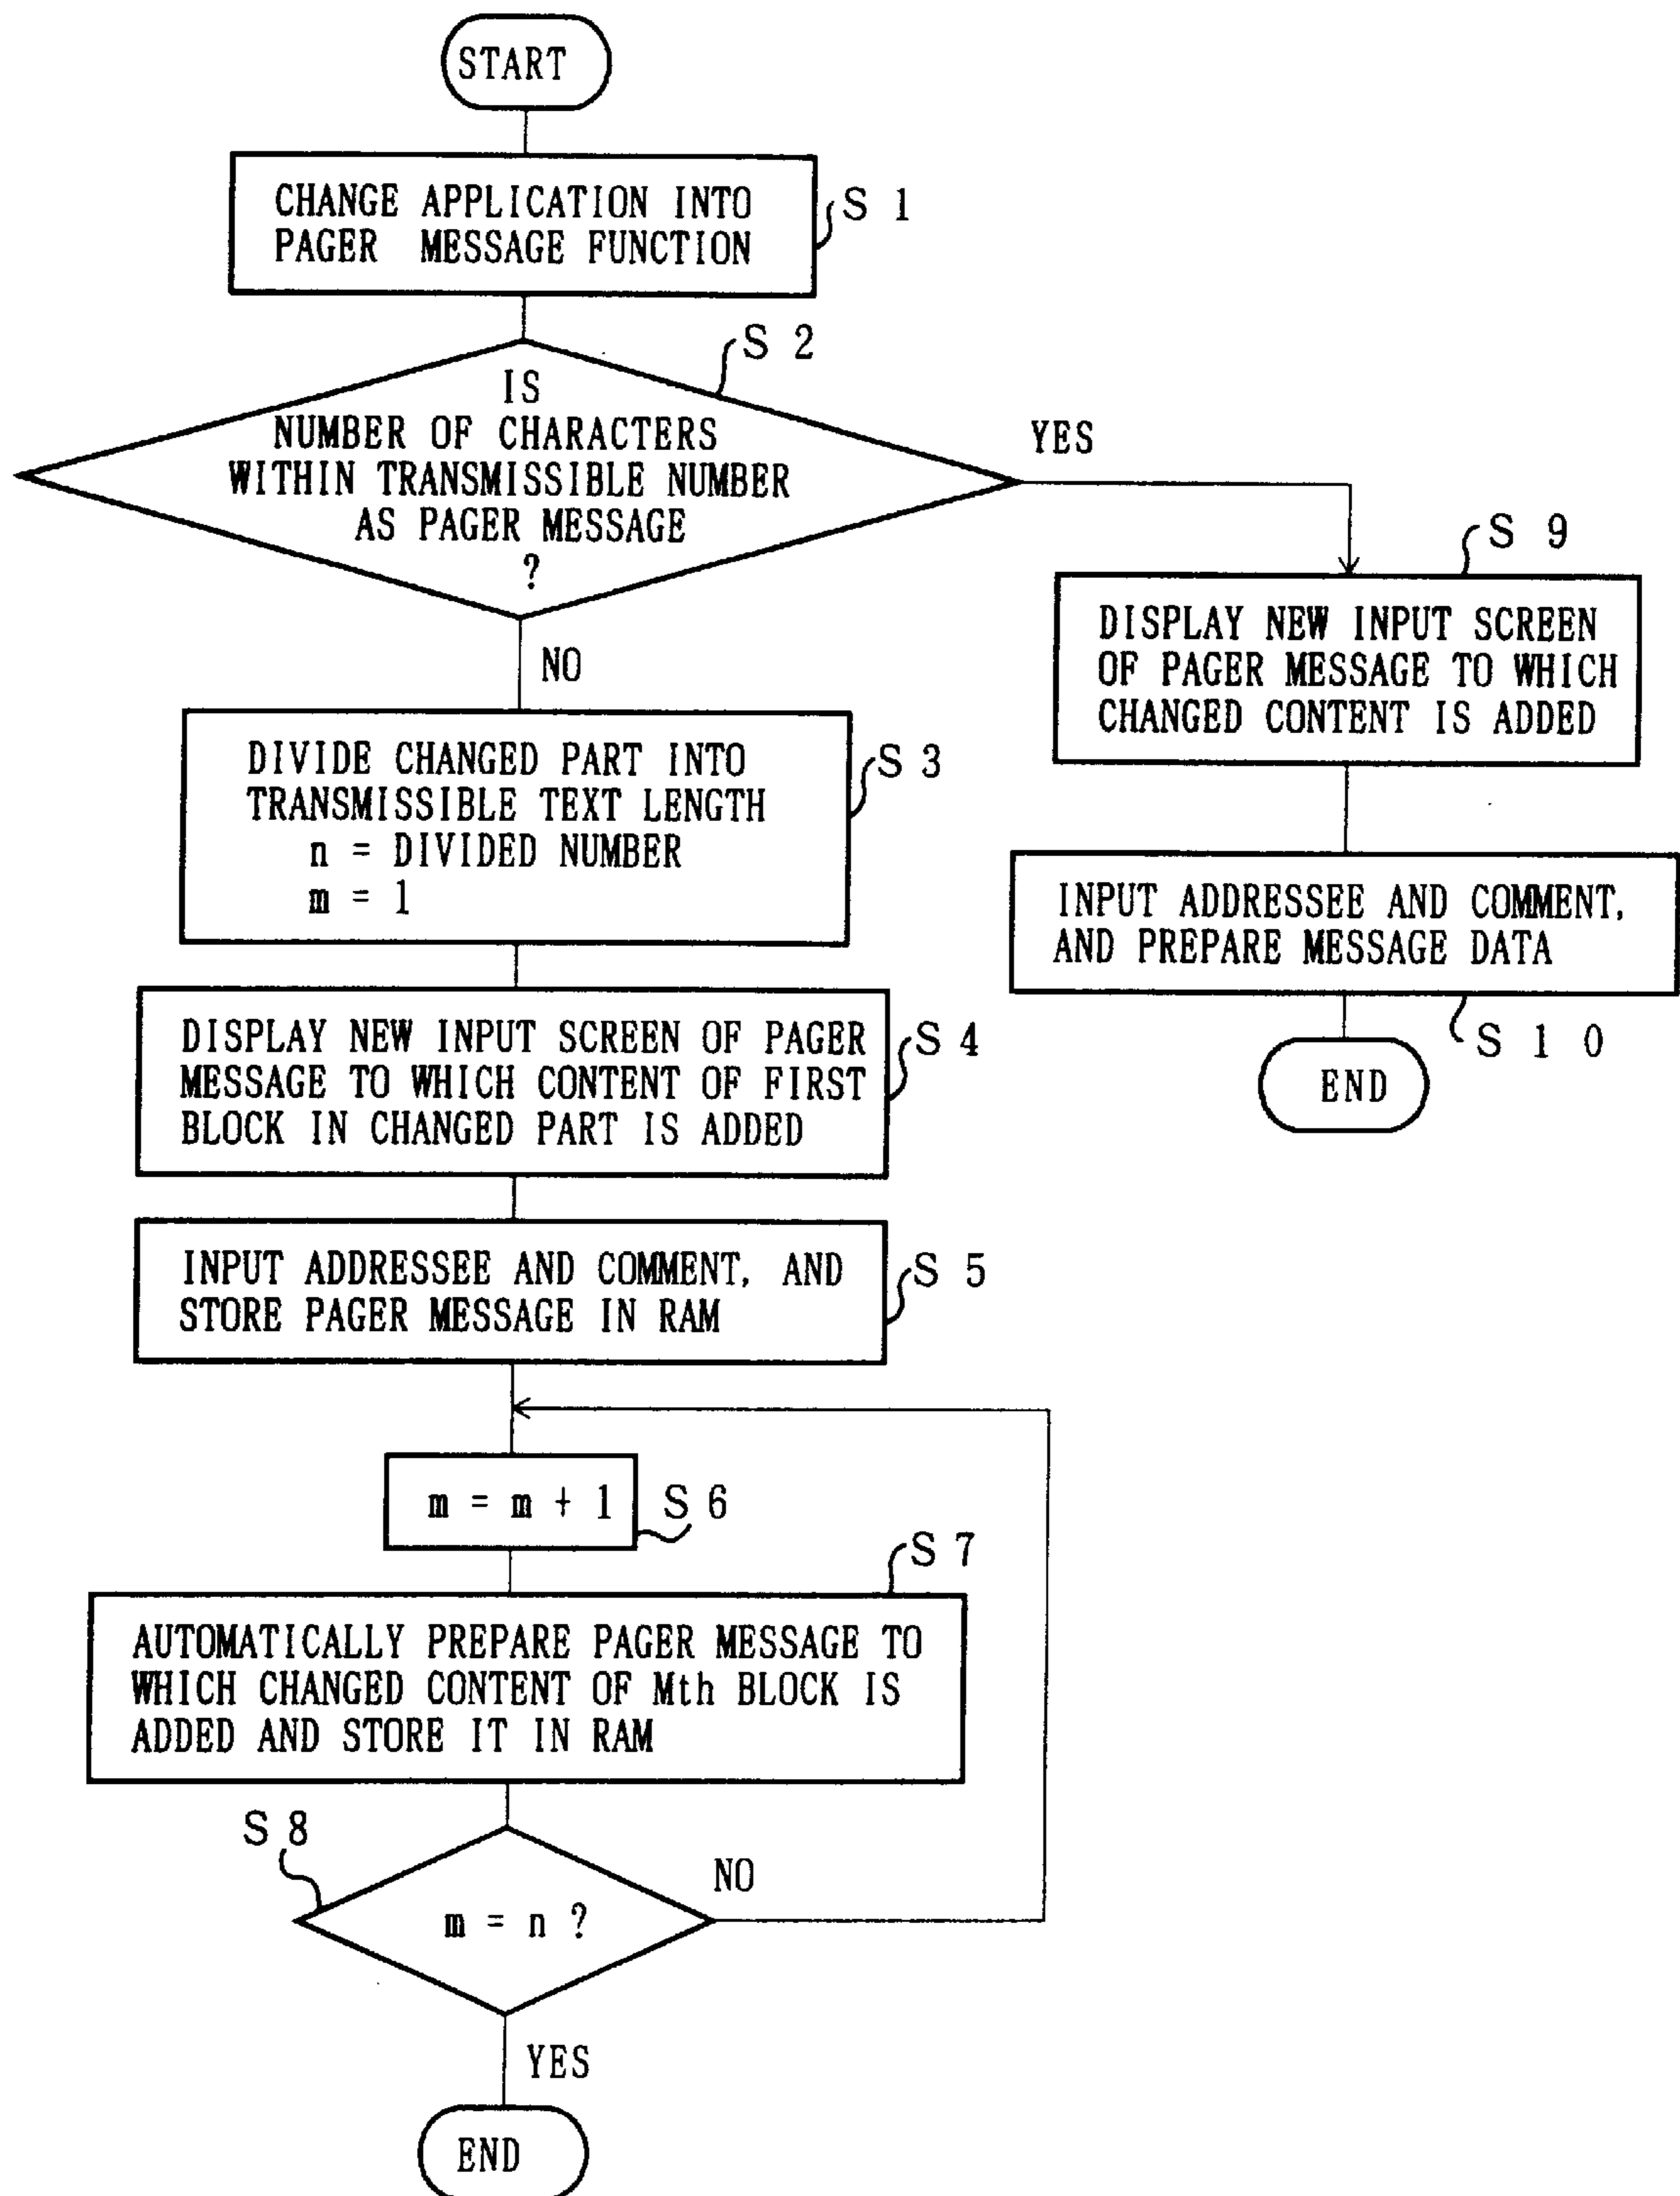 START
CHANGE APPLICATION INTO
PAGER MESSAGE FUNCTION
S 1
S 2
IS
NUMBER OF CHARACTERS
WITHIN TRANSMISSIBLE NUMBER
AS PAGER MESSAGE
?
YES
NO
S 9
DISPLAY NEW INPUT SCREEN
OF PAGER MESSAGE TO WHICH
CHANGED CONTENT IS ADDED
INPUT ADDRESSEE AND COMMENT,
AND PREPARE MESSAGE DATA
S 1 0
END
DIVIDE CHANGED PART INTO
TRANSMISSIBLE TEXT LENGTH
n = DIVIDED NUMBER
m = 1
S 3
DISPLAY NEW INPUT SCREEN OF PAGER
MESSAGE TO WHICH CONTENT OF FIRST
BLOCK IN CHANGED PART IS ADDED
S 4
INPUT ADDRESSEE AND COMMENT, AND
STORE PAGER MESSAGE IN RAM
S 5
m = m + 1
S 6
S 7
AUTOMATICALLY PREPARE PAGER MESSAGE TO
WHICH CHANGED CONTENT OF Mth BLOCK IS
ADDED AND STORE IT IN RAM
S 8
m = n ?
NO
YES
END